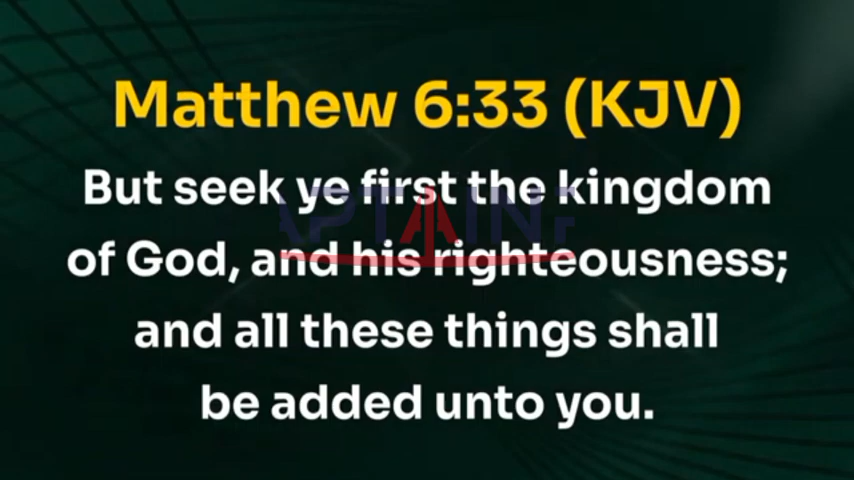 Matthew 6:33 (KJV)
But seek ye first the kingdom
of God, and his righteousness;
and all these things shall
be added unto you.